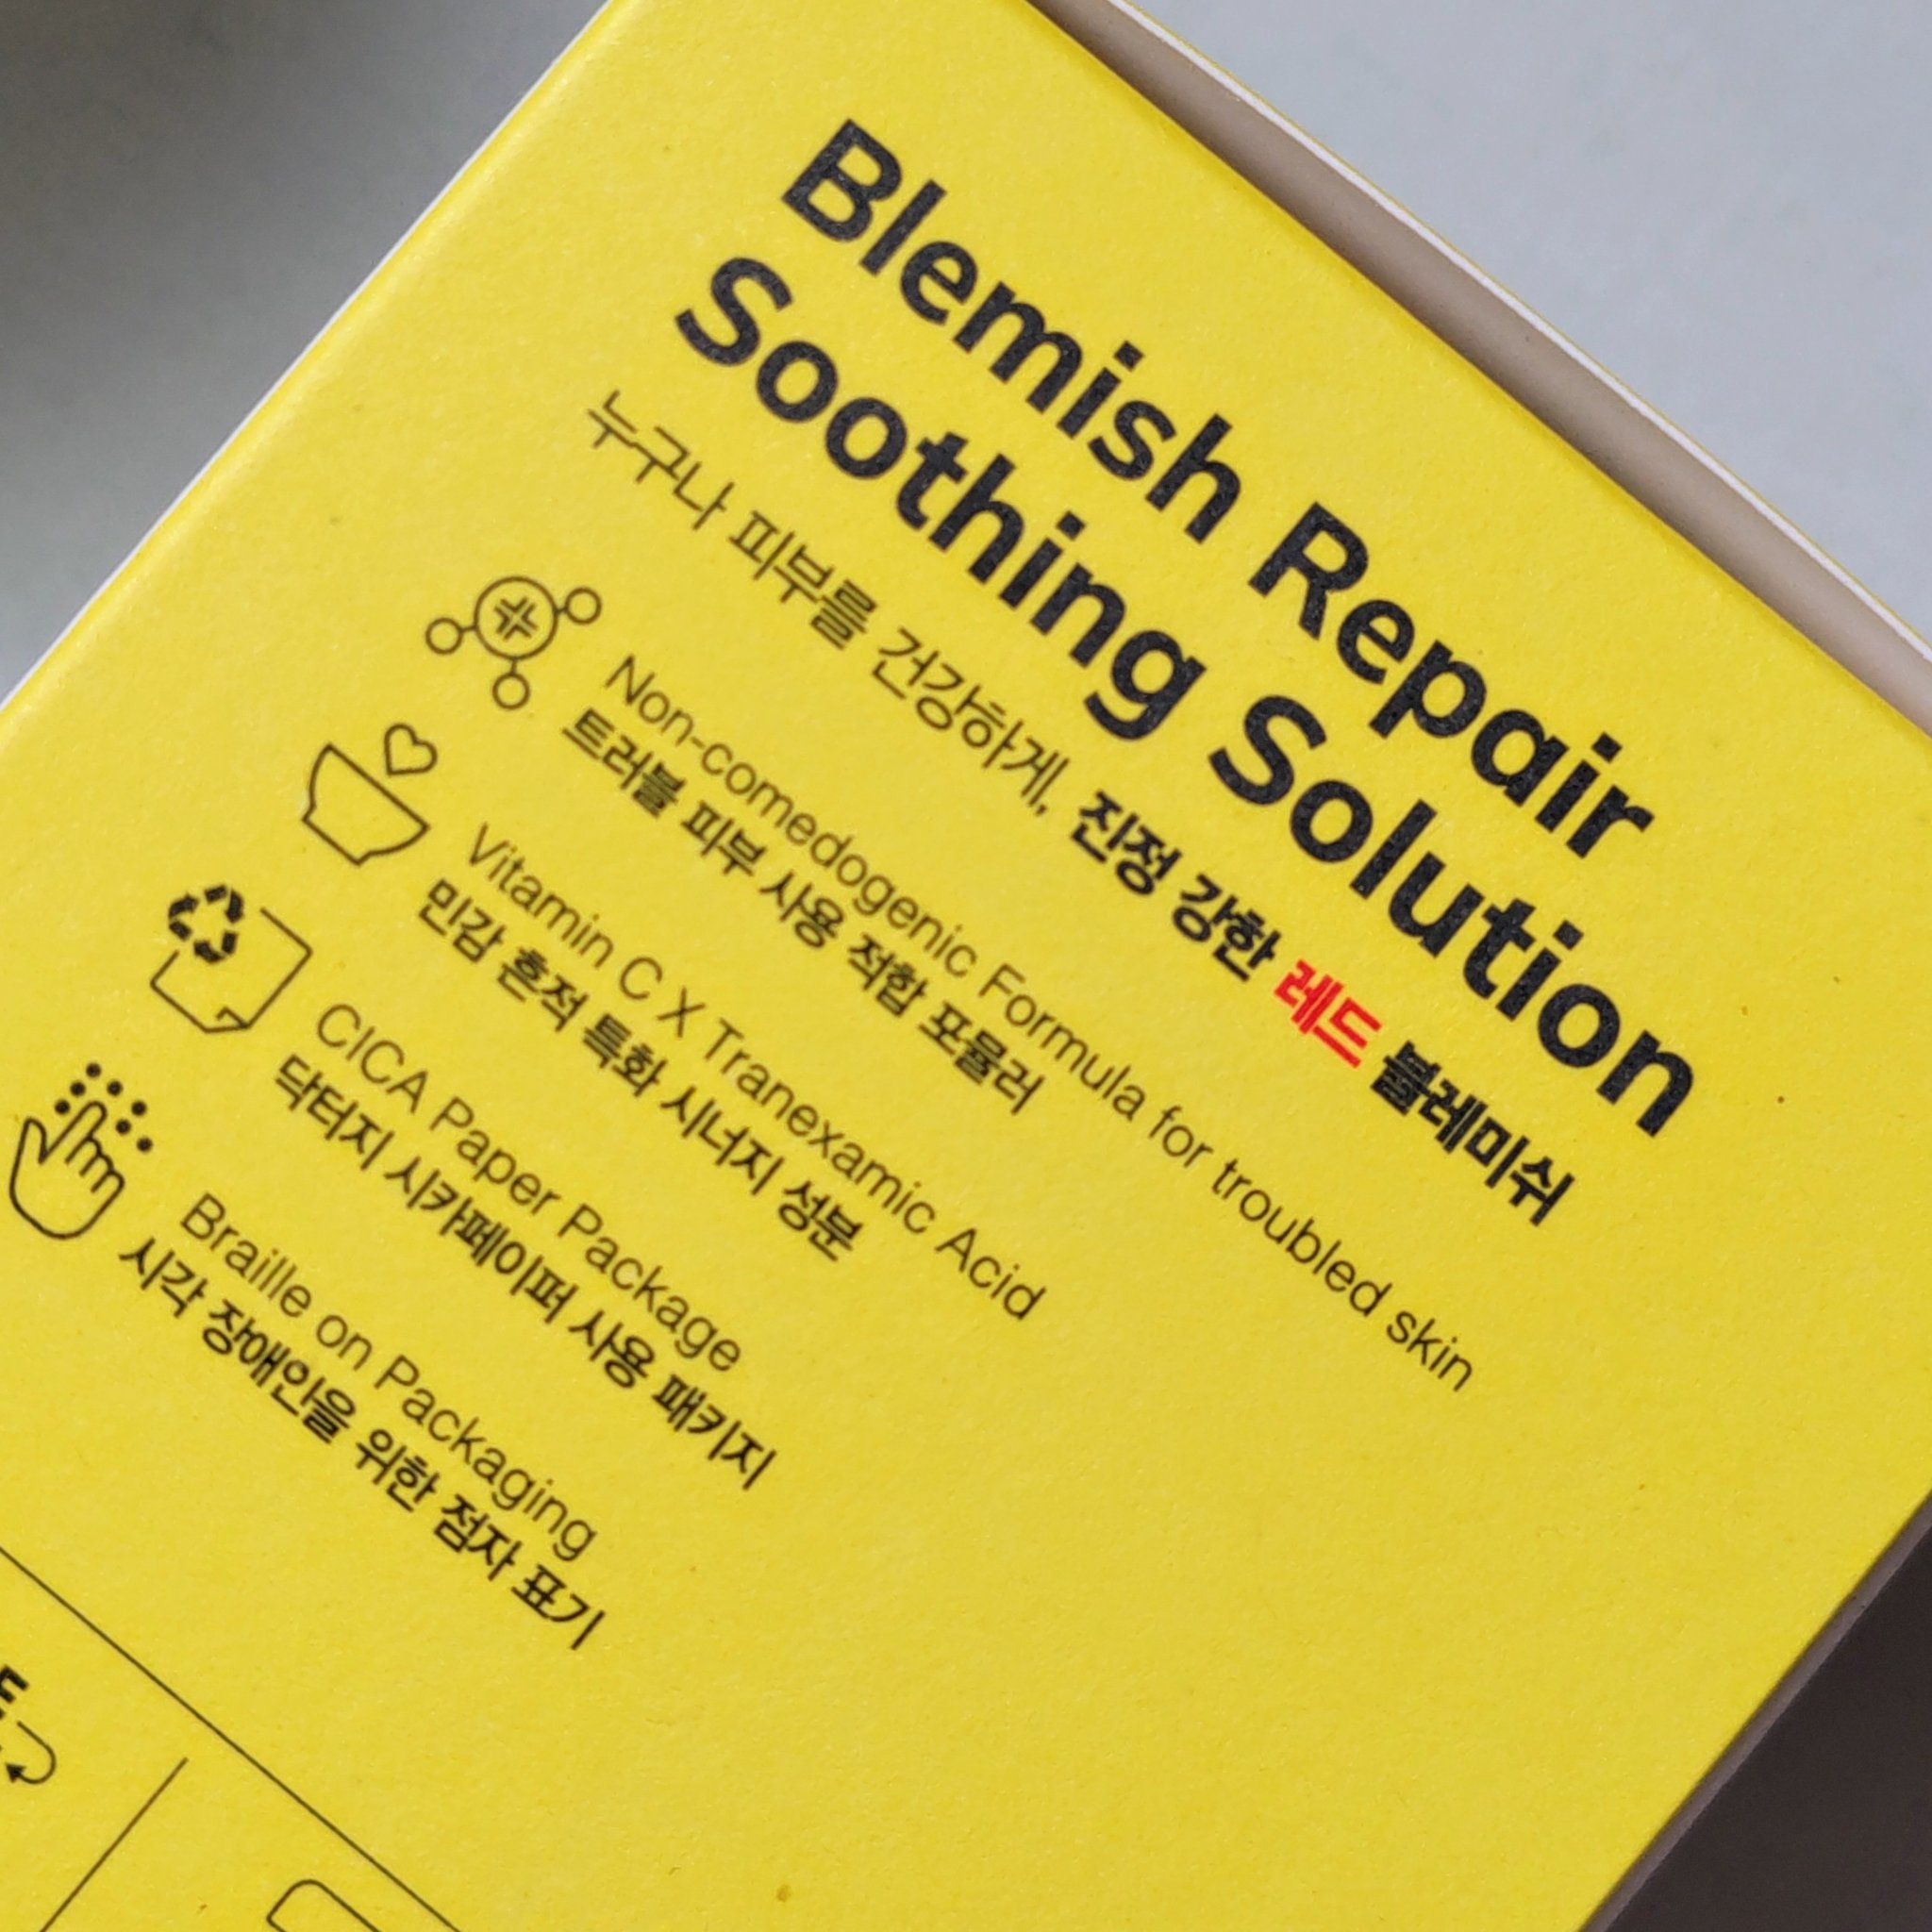 Blemish Repair
Soothing Solution
누구나 피부를 건강하게, 진정 강한 레드 블레미쉬
Non-comedogenic Formula for troubled skin
트러블 피부 사용 적합 포뮬러
Vitamin C X Tranexamic Acid
민감 흔적 특화 시너지 성분
CICA Paper Package
닥터지 시카페이퍼 사용 패키지
Braille on Packaging
시각 장애인을 위한 점자 표기